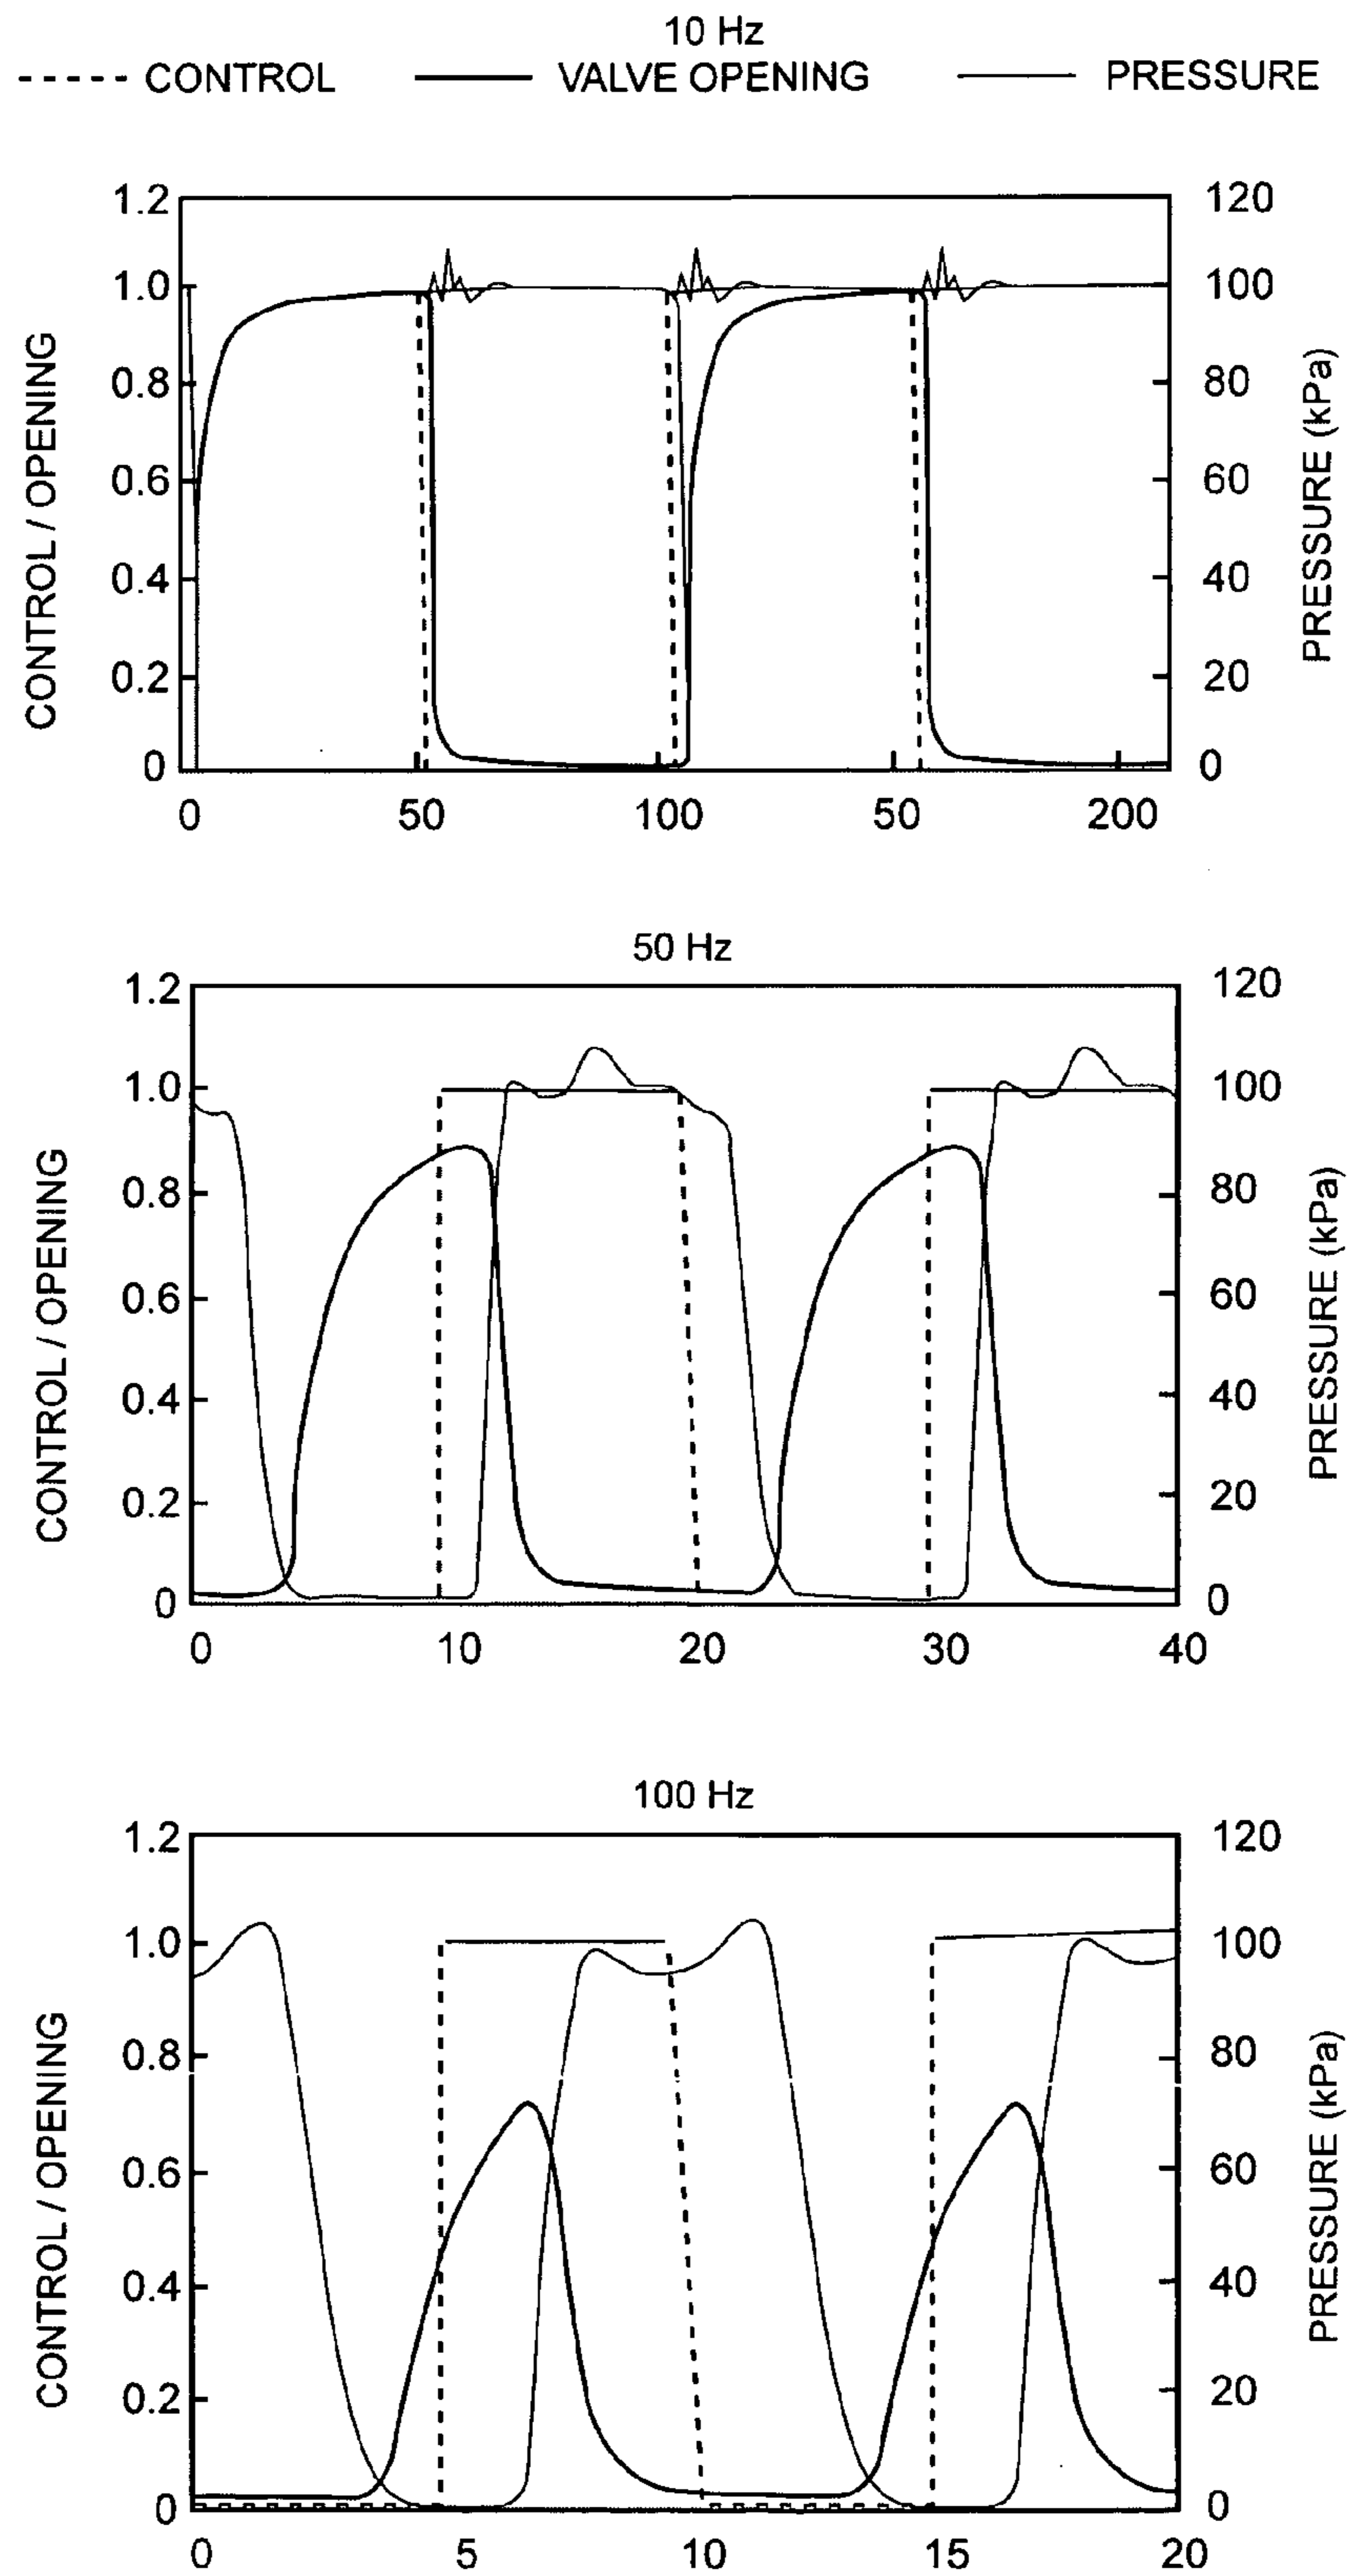 10 Hz
CONTROL VALVE OPENING PRESSURE
1.2 120
1.0 100
0.8 80
0.6 60
0.4 40
0.2 20
0 0
CONTROL / OPENING
PRESSURE (kPa)
0 50 100 50 200
50 Hz
1.2 120
1.0 100
0.8 80
0.6 60
0.4 40
0.2 20
0 0
CONTROL / OPENING
PRESSURE (kPa)
0 10 20 30 40
100 Hz
1.2 120
1.0 100
0.8 80
0.6 60
0.4 40
0.2 20
0 0
CONTROL / OPENING
PRESSURE (kPa)
0 5 10 15 20